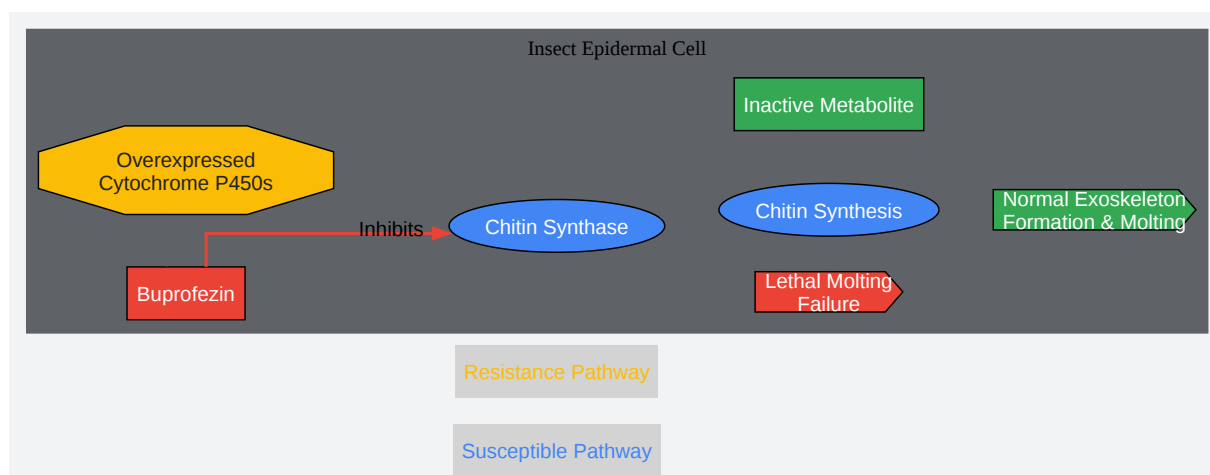 Insect Epidermal Cell
Inactive Metabolite
Overexpressed
Cytochrome P450s
Normal Exoskeleton
Formation & Molting
Chitin Synthesis
Inhibits
Chitin Synthase
Buprofezin
Lethal Molting
Failure
Resistance Pathway
Susceptible Pathway